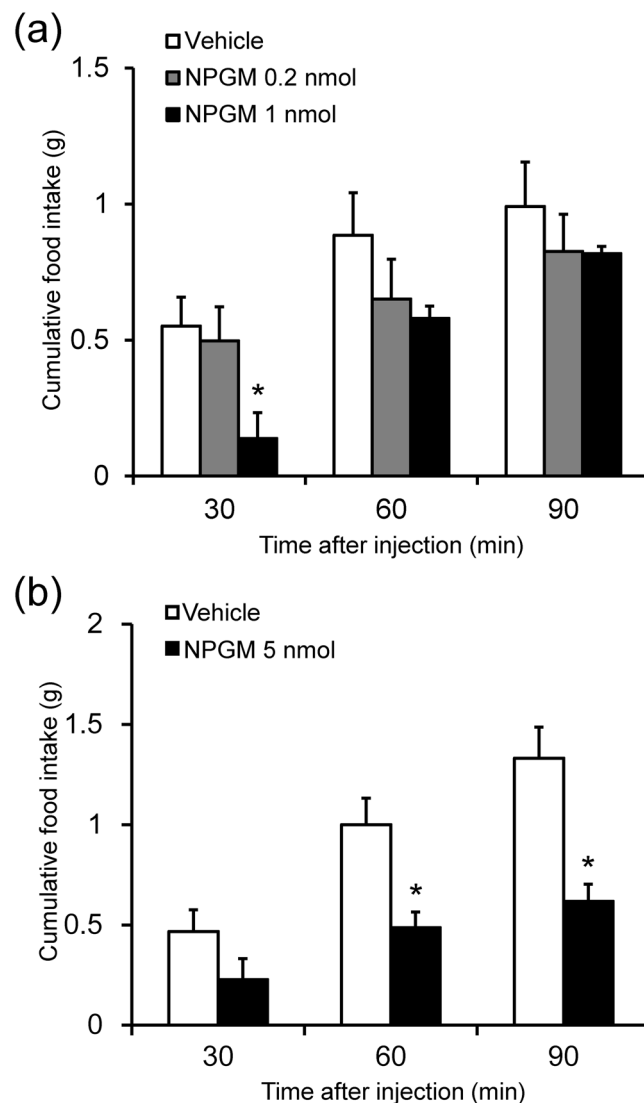 (a)
Vehicle
NPGM 0.2 nmol
NPGM 1 nmol
1.5
1
0.5
0
Cumulative food intake (g)
*
30 60 90
Time after injection (min)
(b)
Vehicle
NPGM 5 nmol
2
1.5
1
0.5
0
Cumulative food intake (g)
*
*
30 60 90
Time after injection (min)